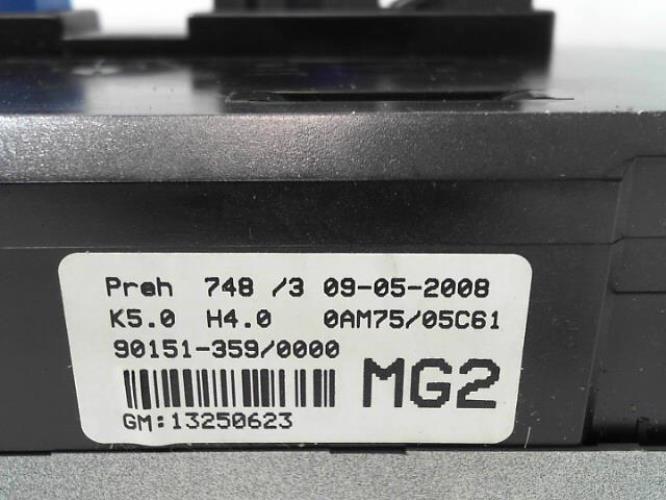 Preh 748 /3 09-05-2008
K5.0 H4.0 0AM75/05C61
90151-359/0000
MG2
GM:13250623